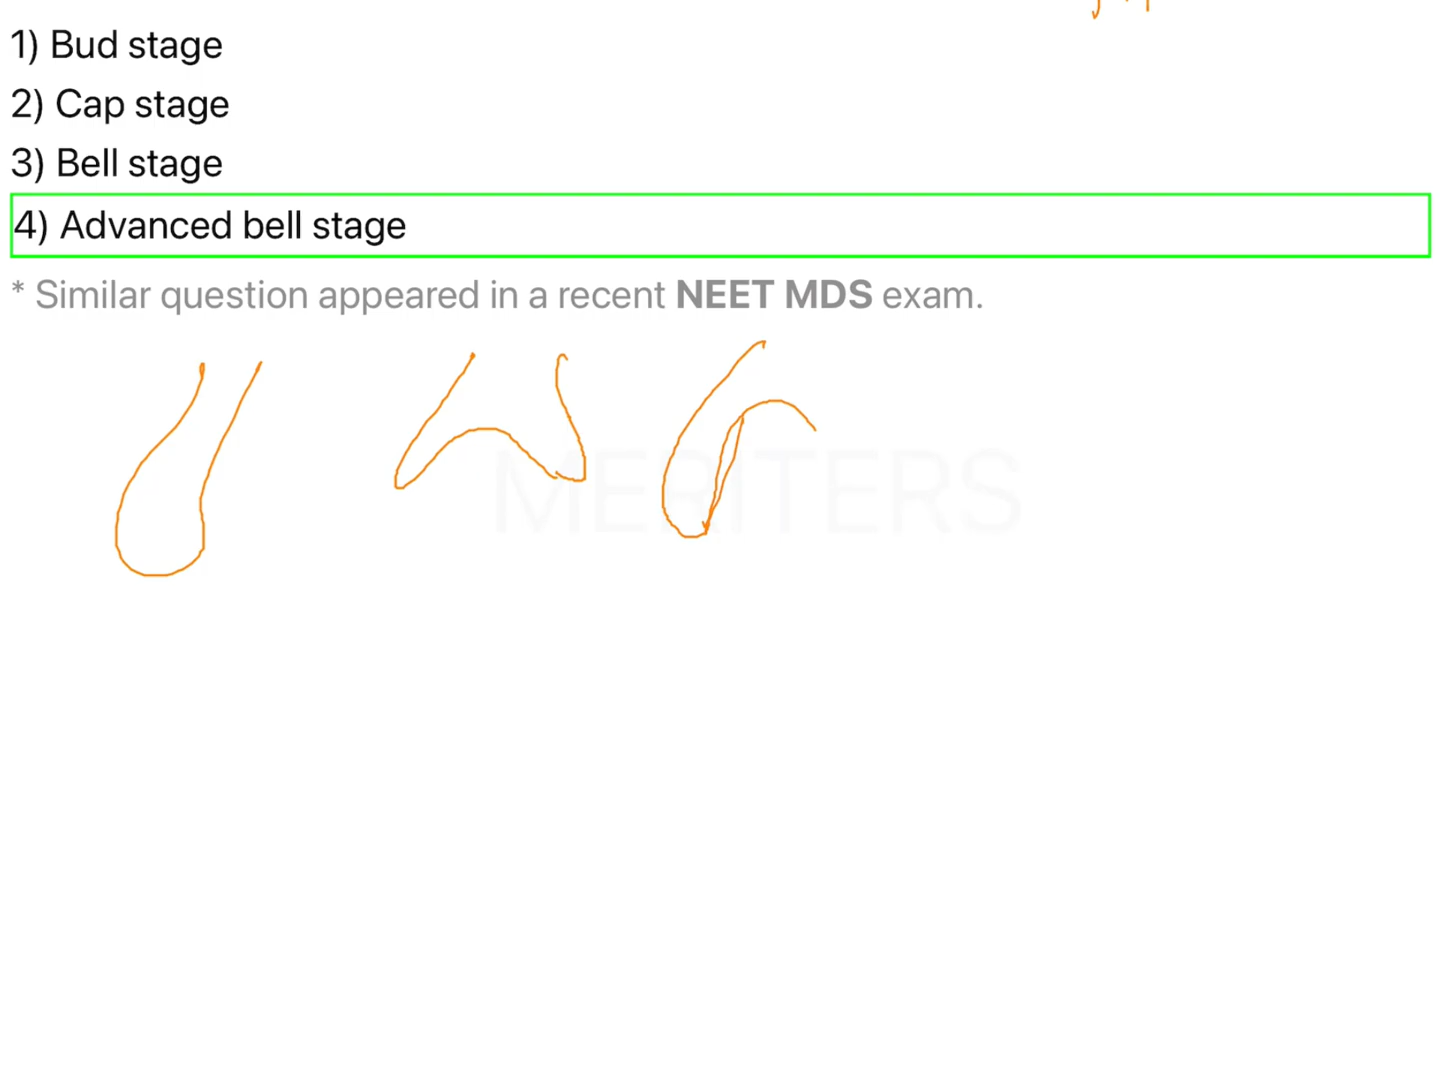 1) Bud stage
2) Cap stage
3) Bell stage
4) Advanced bell stage
* Similar question appeared in a recent NEET MDS exam.
MERITERS